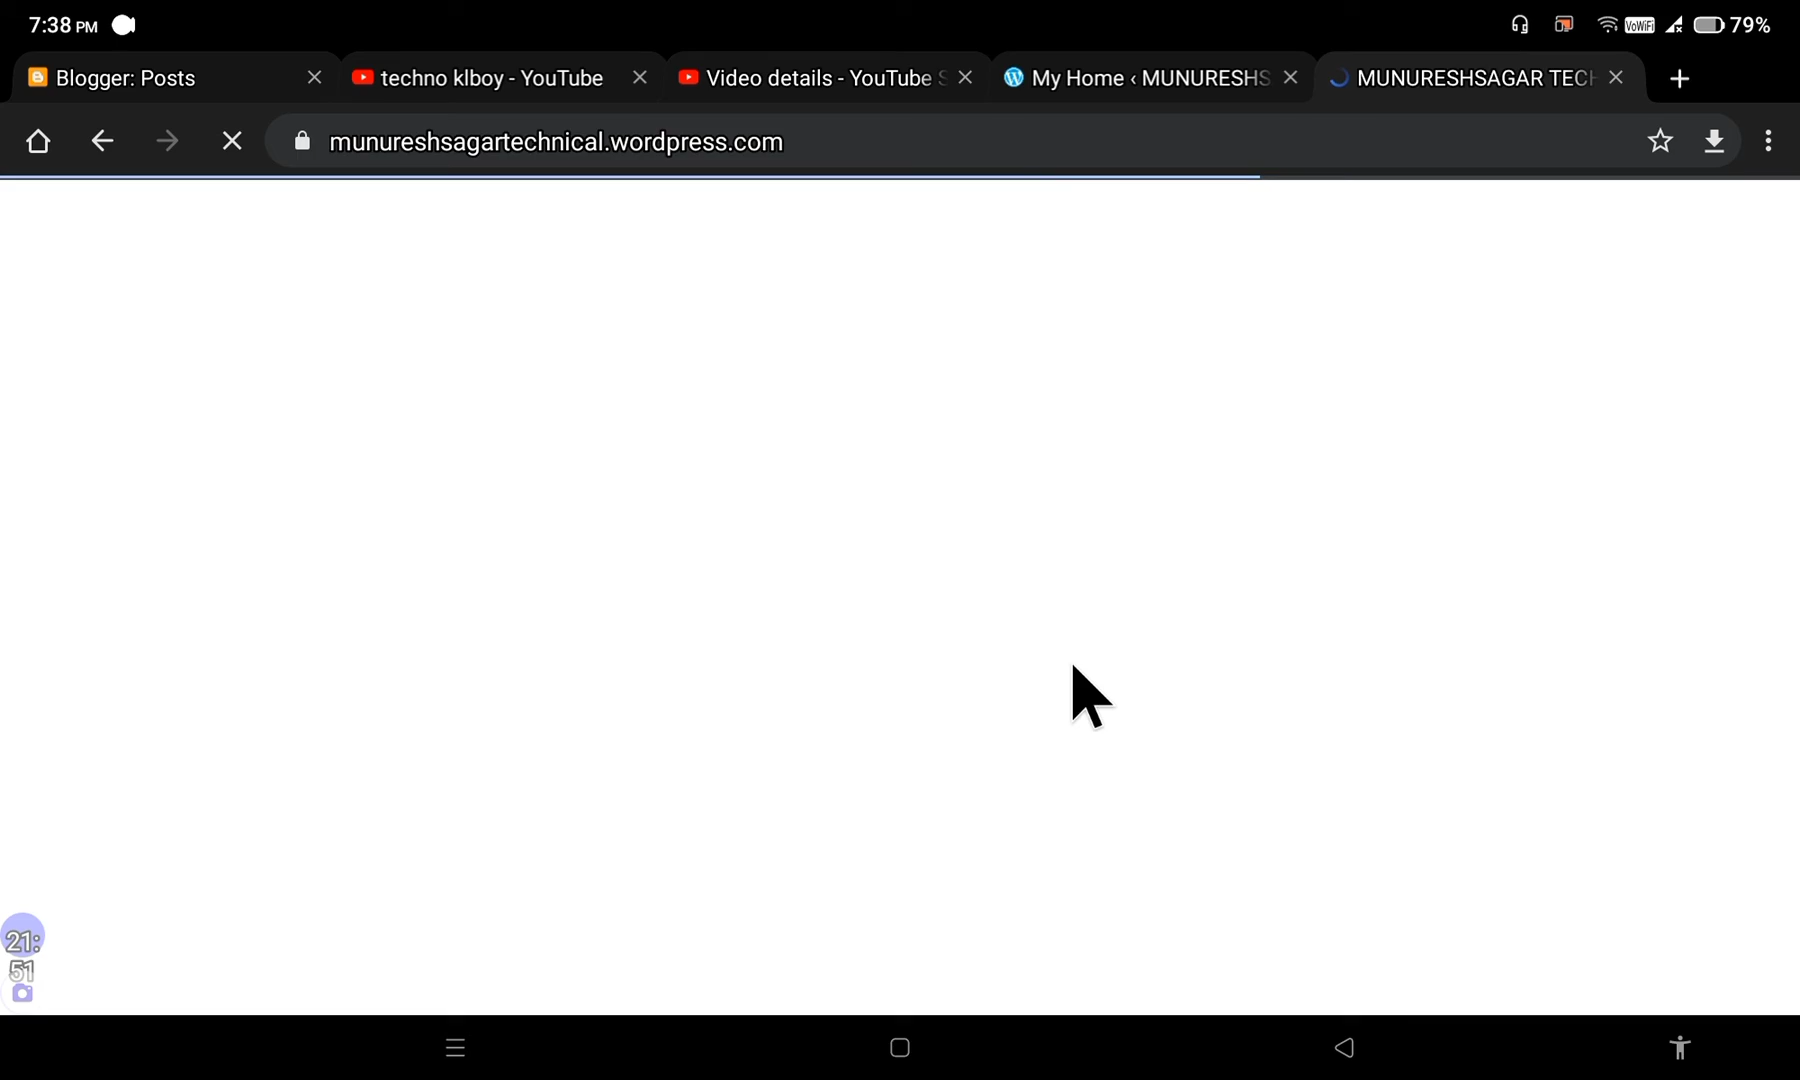 7:38 PM
VoWiFi
79%
Blogger: Posts
techno klboy - YouTube
Video details - YouTube S
My Home ‹ MUNURESHS
MUNURESHSAGAR TECH
munureshsagartechnical.wordpress.com
21:
51